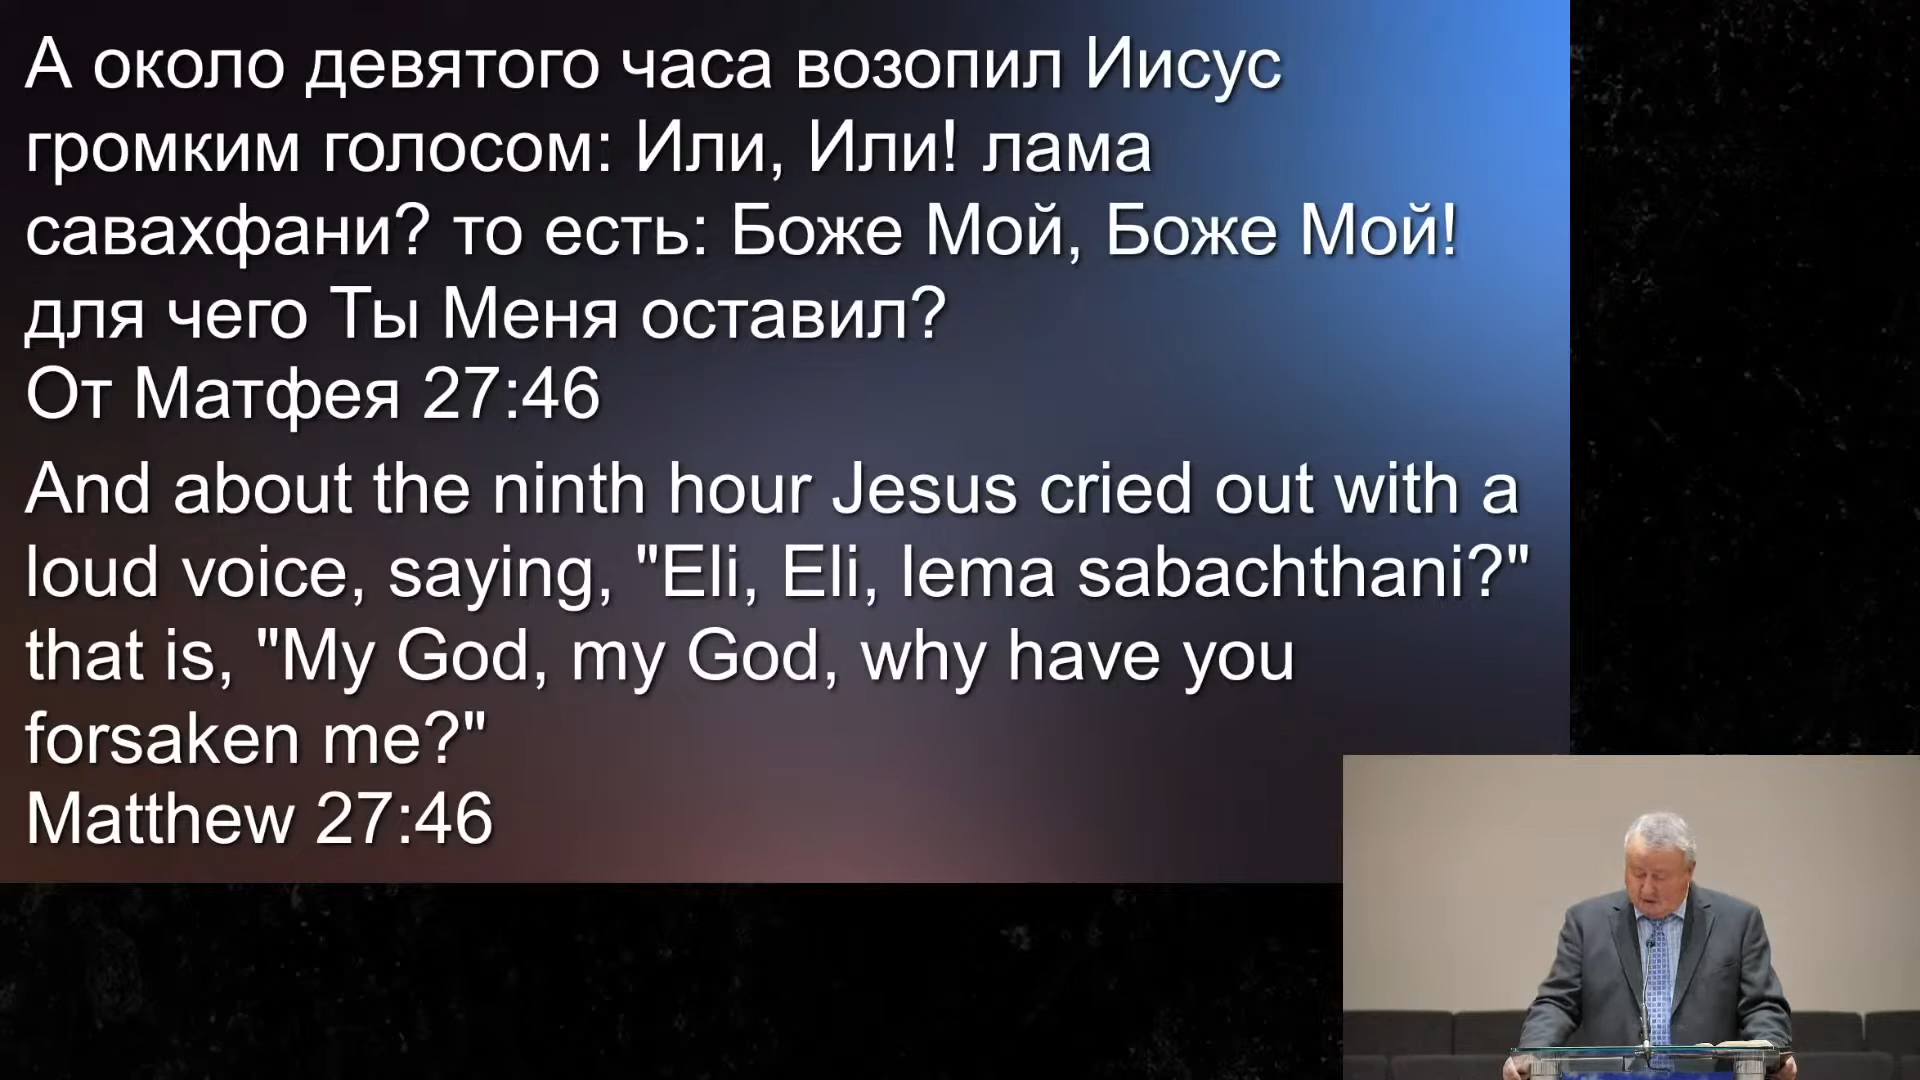 А около девятого часа возопил Иисус
громким голосом: Или, Или! лама
савахфани? то есть: Боже Мой, Боже Мой!
для чего Ты Меня оставил?
От Матфея 27:46
And about the ninth hour Jesus cried out with a
loud voice, saying, "Eli, Eli, lema sabachthani?"
that is, "My God, my God, why have you
forsaken me?"
Matthew 27:46